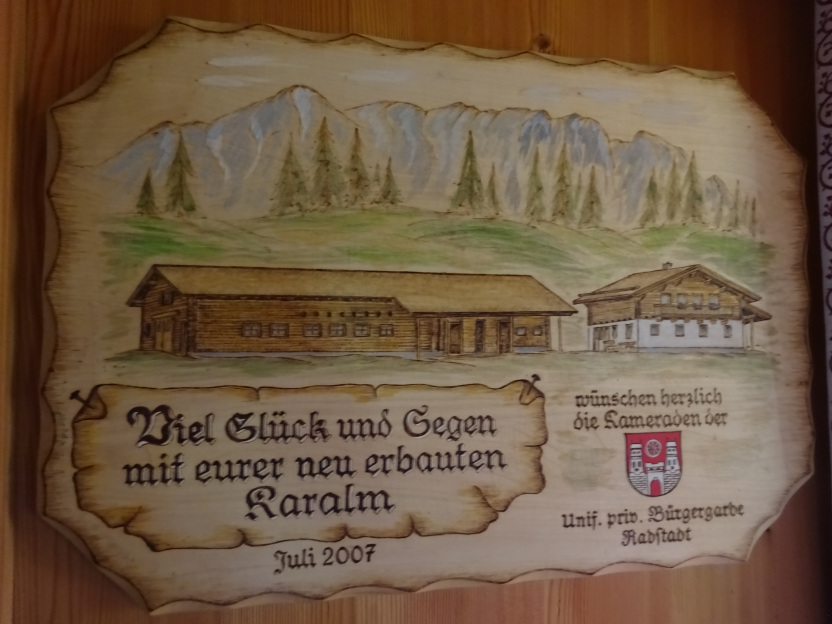 Viel Glück und Segen
mit eurer neu erbauten
Karalm
Juli 2007
wünschen herzlich
die Kameraden der
Unif. priv. Bürgergarde
Radstadt